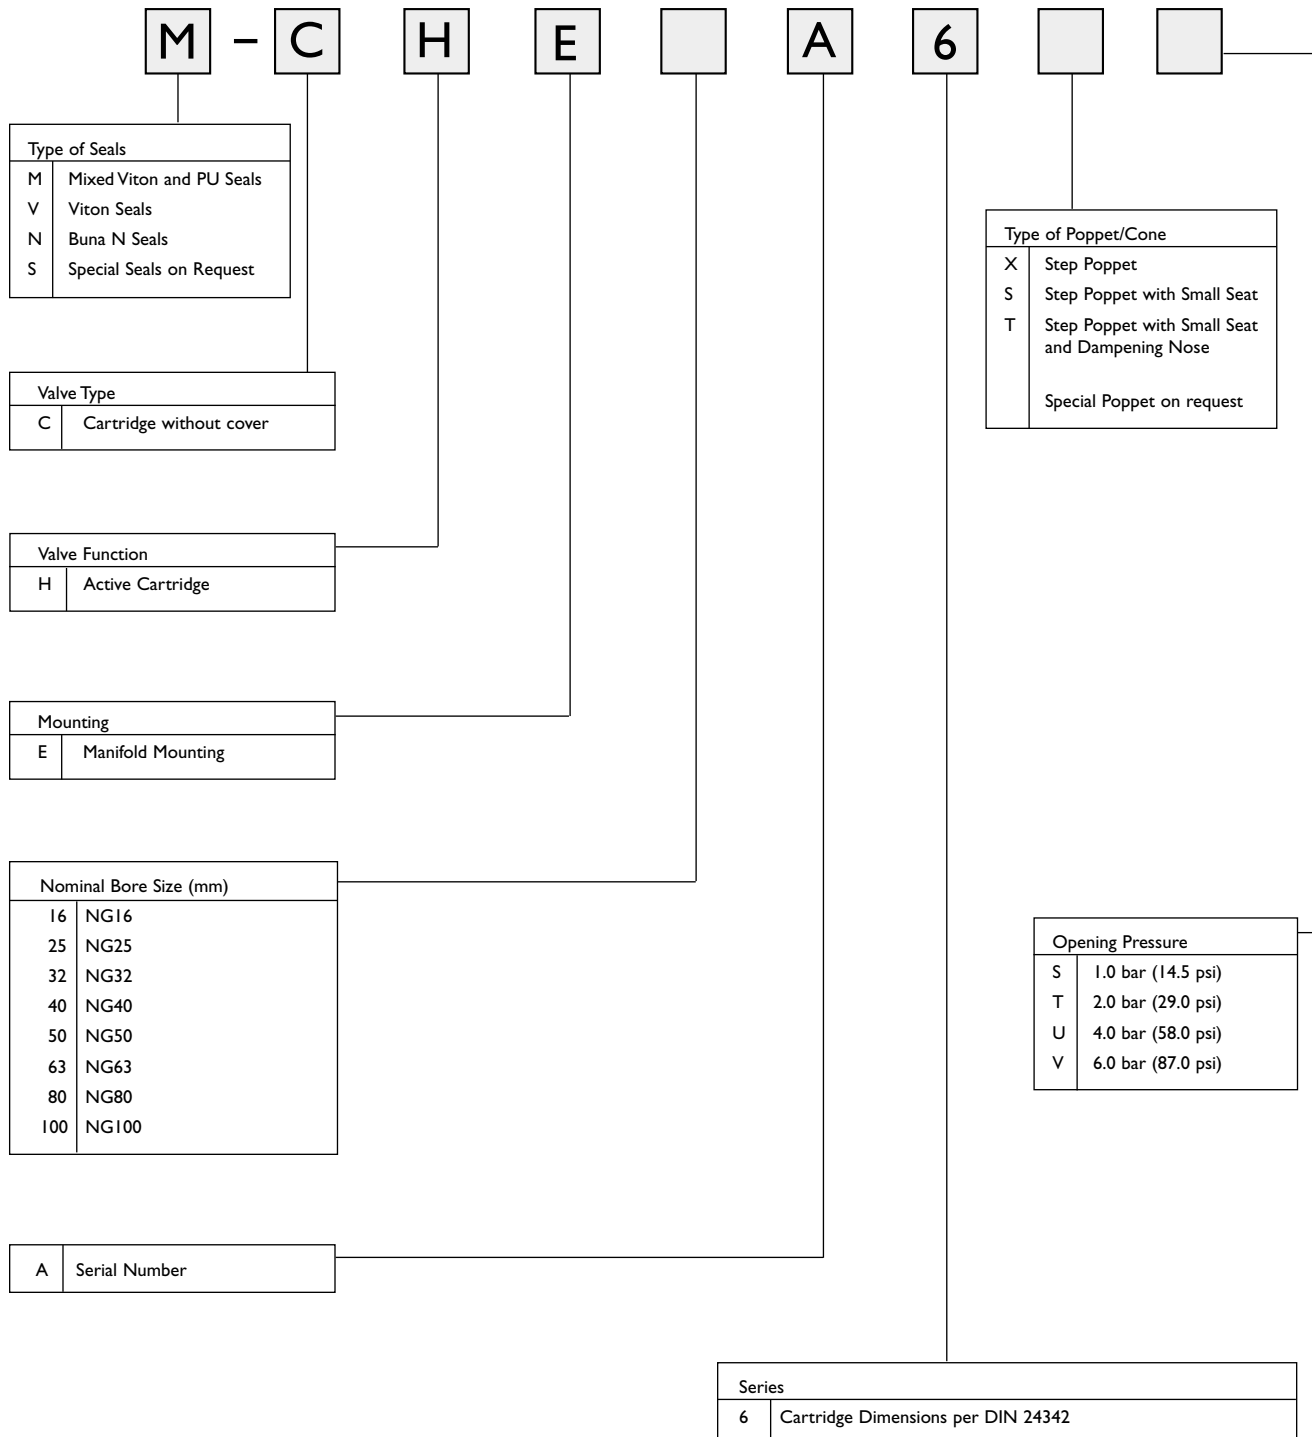 M - C H E A 6
Type of Seals
M Mixed Viton and PU Seals
V Viton Seals
N Buna N Seals
S Special Seals on Request
Type of Poppet/Cone
X Step Poppet
S Step Poppet with Small Seat
T Step Poppet with Small Seat
and Dampening Nose
Special Poppet on request
Valve Type
C Cartridge without cover
Valve Function
H Active Cartridge
Mounting
E Manifold Mounting
Nominal Bore Size (mm)
16 NG16
25 NG25
32 NG32
40 NG40
50 NG50
63 NG63
80 NG80
100 NG100
Opening Pressure
S 1.0 bar (14.5 psi)
T 2.0 bar (29.0 psi)
U 4.0 bar (58.0 psi)
V 6.0 bar (87.0 psi)
A Serial Number
Series
6 Cartridge Dimensions per DIN 24342